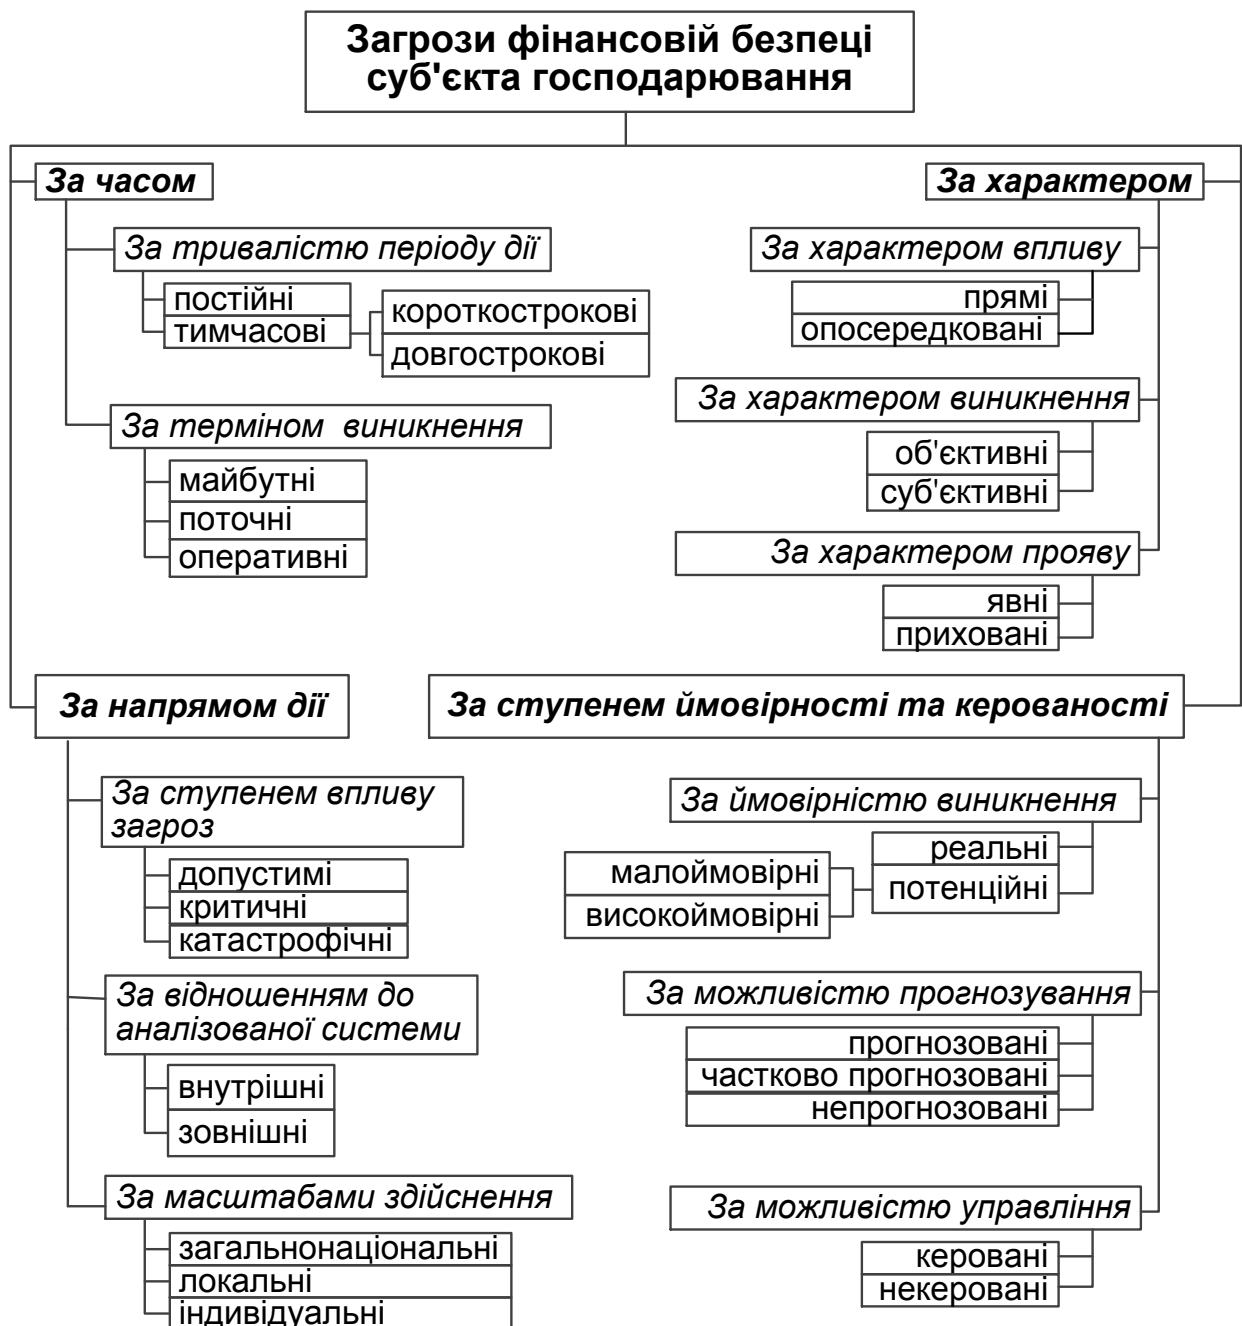 Загрози фінансовій безпеці
суб'єкта господарювання
За часом
За тривалістю періоду дії
постійні
тимчасові
короткострокові
довгострокові
За терміном виникнення
майбутні
поточні
оперативні
За характером
За характером впливу
прямі
опосередковані
За характером виникнення
об'єктивні
суб'єктивні
За характером прояву
явні
приховані
За напрямом дії
За ступенем впливу
загроз
допустимі
критичні
катастрофічні
За відношенням до
аналізованої системи
внутрішні
зовнішні
За масштабами здійснення
загальнонаціональні
локальні
індивідуальні
За ступенем ймовірності та керованості
За ймовірністю виникнення
реальні
потенційні
малоймовірні
високоймовірні
За можливістю прогнозування
прогнозовані
частково прогнозовані
непрогнозовані
За можливістю управління
керовані
некеровані